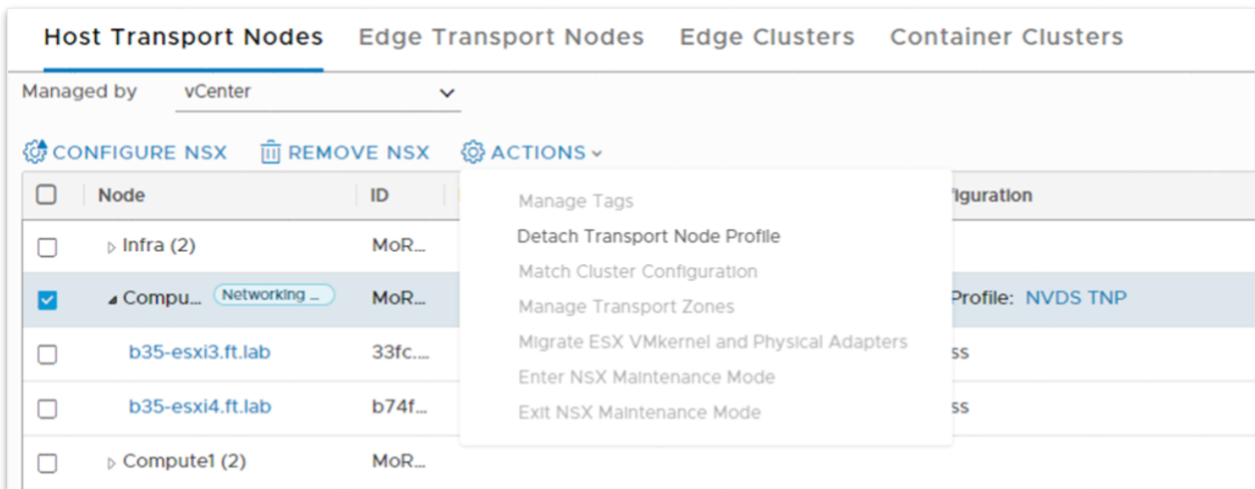 Host Transport Nodes Edge Transport Nodes Edge Clusters Container Clusters
Managed by vCenter
CONFIGURE NSX REMOVE NSX ACTIONS
Node ID iguration
Infra (2) MoR...
Compu... Networking ... MoR... Profile: NVDS TNP
b35-esxi3.ft.lab 33fc.... ss
b35-esxi4.ft.lab b74f... ss
Compute1 (2) MoR...
Manage Tags
Detach Transport Node Profile
Match Cluster Configuration
Manage Transport Zones
Migrate ESX VMkernel and Physical Adapters
Enter NSX Maintenance Mode
Exit NSX Maintenance Mode